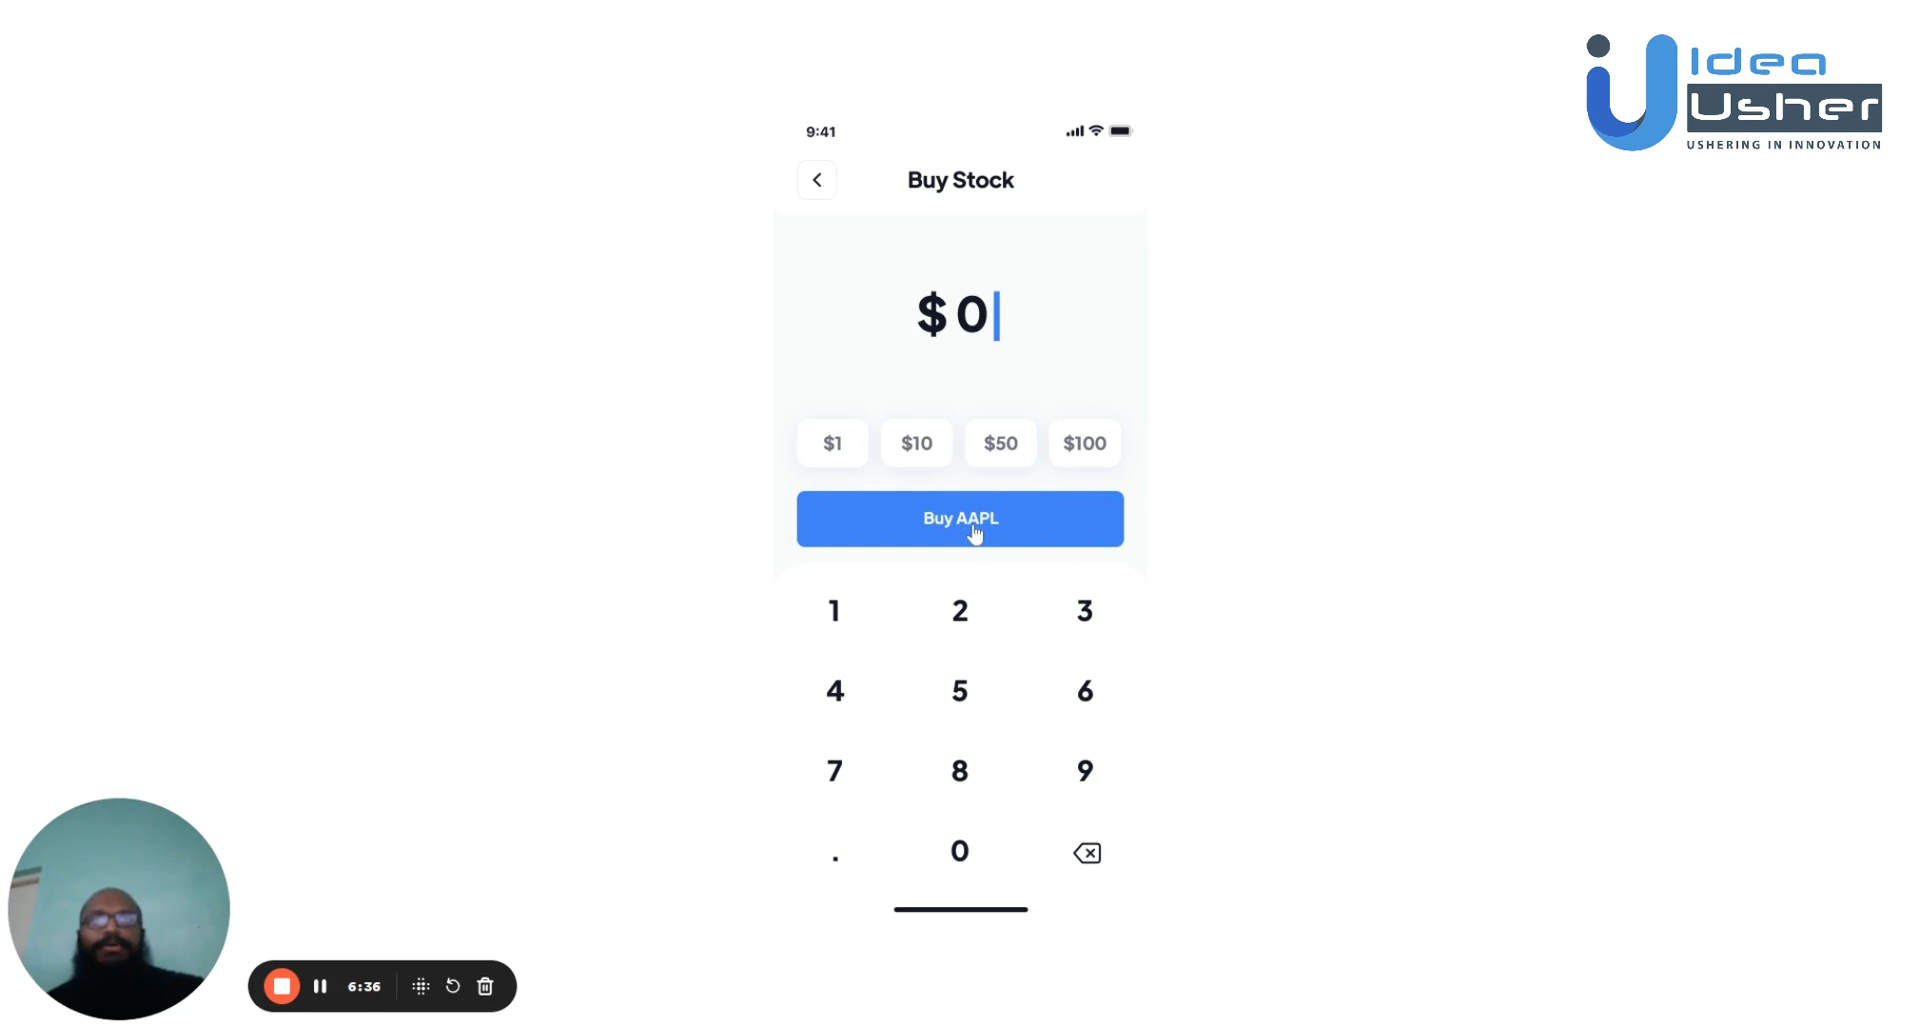 Idea
Usher
USHERING IN INNOVATION
9:41
Buy Stock
$ 0
$1 $10 $50 $100
Buy AAPL
1 2 3
4 5 6
7 8 9
. 0
6:36